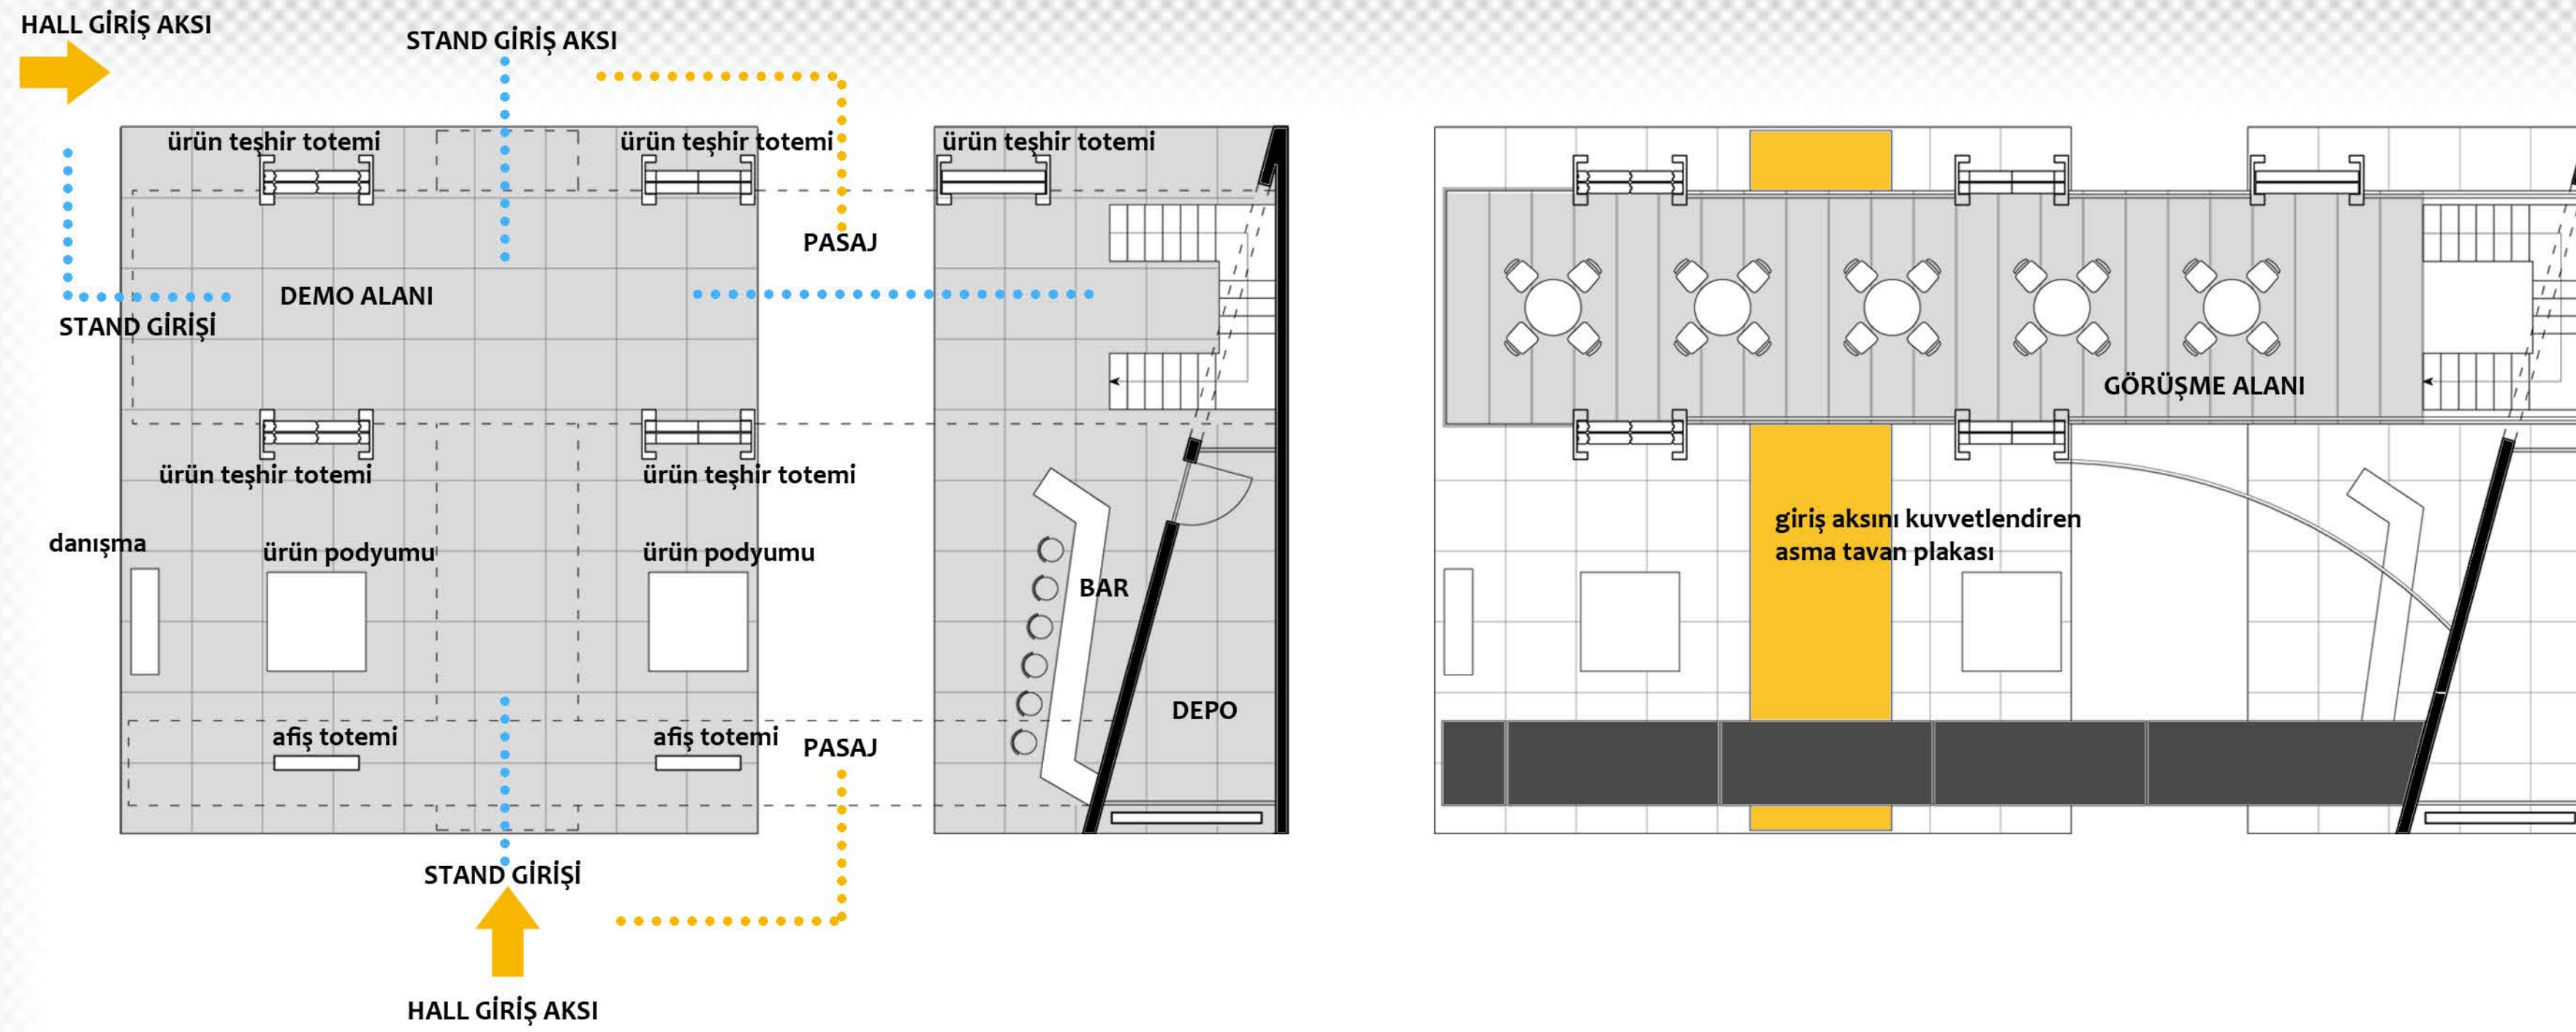 HALL GİRİŞ AKSI
STAND GİRİŞ AKSI
ürün teşhir totemi
ürün teşhir totemi
ürün teşhir totemi
PASAJ
DEMO ALANI
STAND GİRİŞİ
GÖRÜŞME ALANI
ürün teşhir totemi
ürün teşhir totemi
giriş aksını kuvvetlendiren
asma tavan plakası
danışma
ürün podyumu
ürün podyumu
BAR
DEPO
afiş totemi
afiş totemi
PASAJ
STAND GİRİŞİ
HALL GİRİŞ AKSI